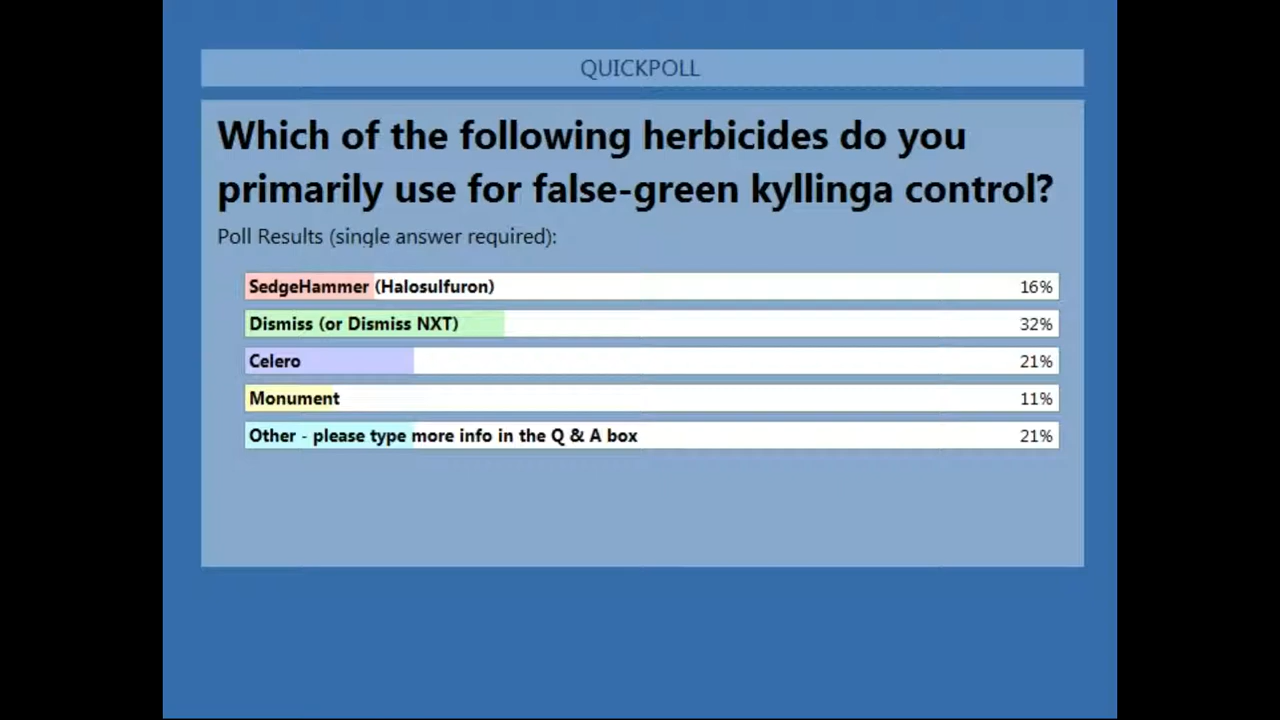 QUICKPOLL
Which of the following herbicides do you
primarily use for false-green kyllinga control?
Poll Results (single answer required):
SedgeHammer (Halosulfuron) 16%
Dismiss (or Dismiss NXT) 32%
Celero 21%
Monument 11%
Other - please type more info in the Q & A box 21%